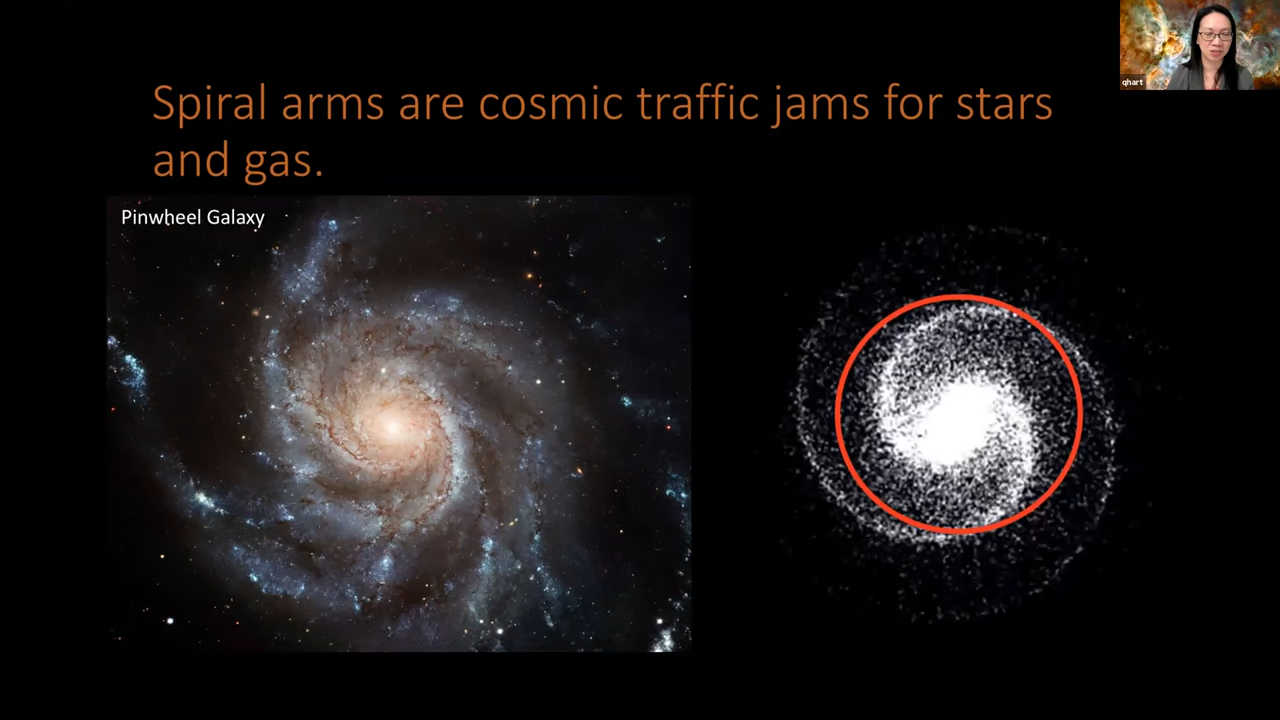 Spiral arms are cosmic traffic jams for stars
and gas.
Pinwheel Galaxy
qhart